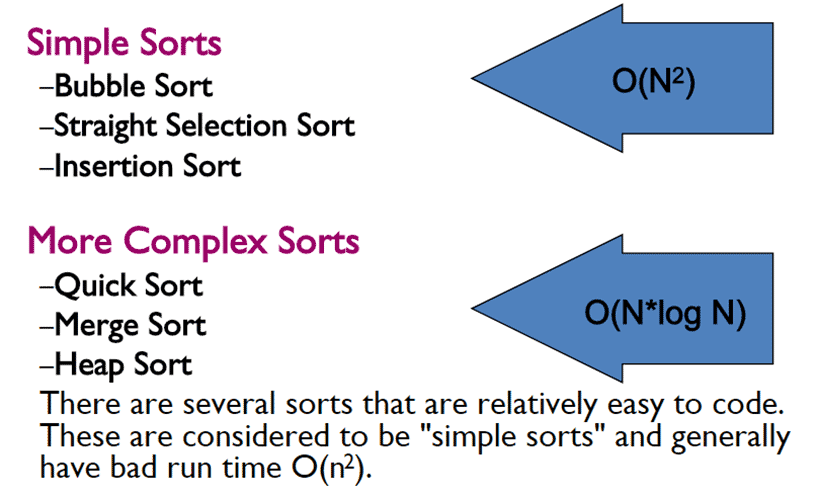 Simple Sorts
–Bubble Sort
–Straight Selection Sort
–Insertion Sort
O(N²)
More Complex Sorts
–Quick Sort
–Merge Sort
–Heap Sort
O(N*log N)
There are several sorts that are relatively easy to code.
These are considered to be "simple sorts" and generally
have bad run time O(n²).